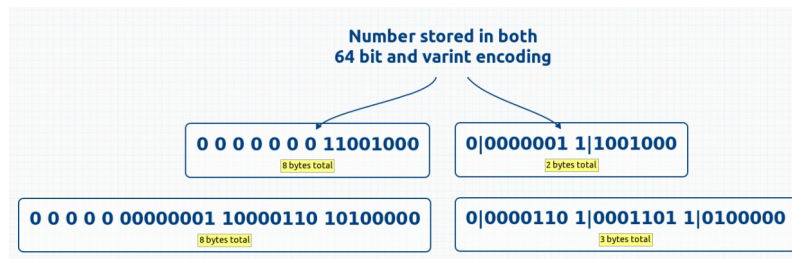 Number stored in both
64 bit and varint encoding
0 0 0 0 0 0 0 11001000
8 bytes total
0|0000001 1|1001000
2 bytes total
0 0 0 0 0 00000001 10000110 10100000
8 bytes total
0|0000110 1|0001101 1|0100000
3 bytes total